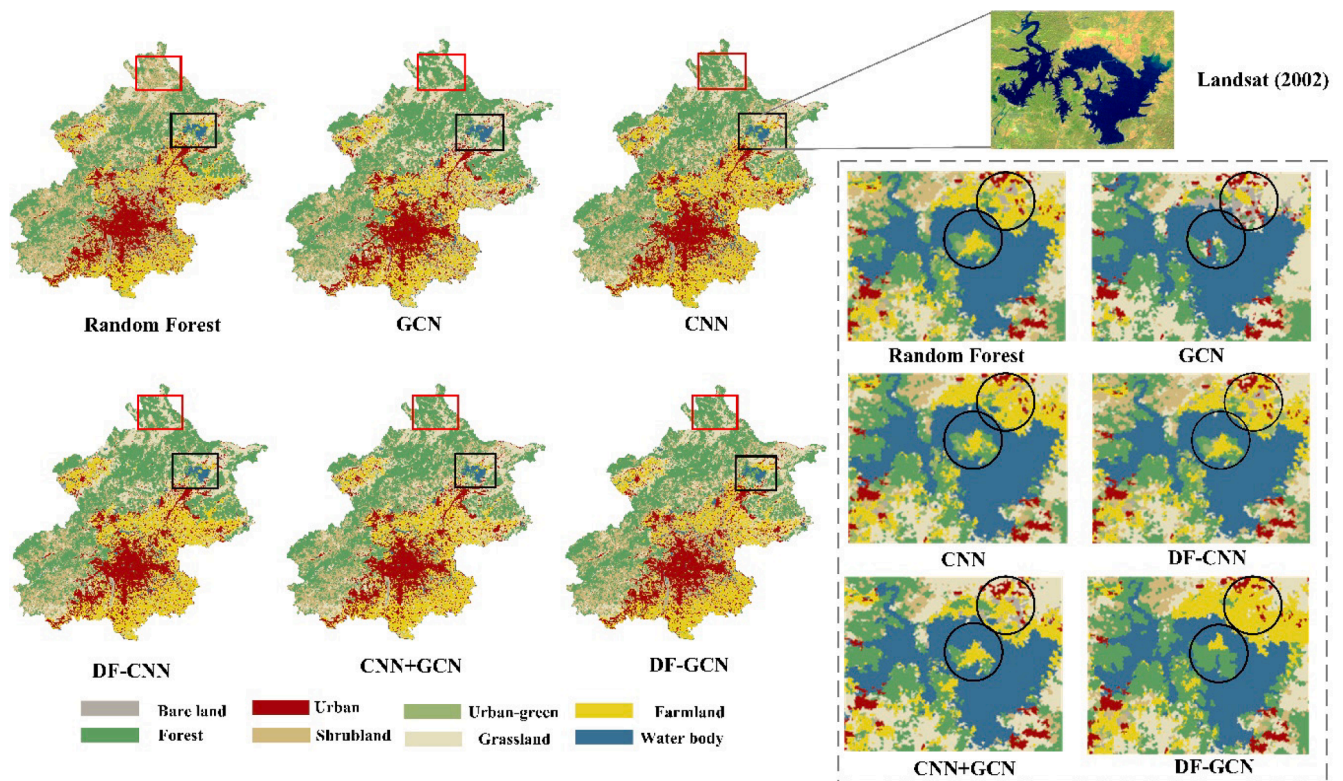 Landsat (2002)
Random Forest
GCN
CNN
Random Forest
GCN
CNN
DF-CNN
DF-CNN
CNN+GCN
DF-GCN
Bare land
Urban
Urban-green
Farmland
Forest
Shrubland
Grassland
Water body
CNN+GCN
DF-GCN